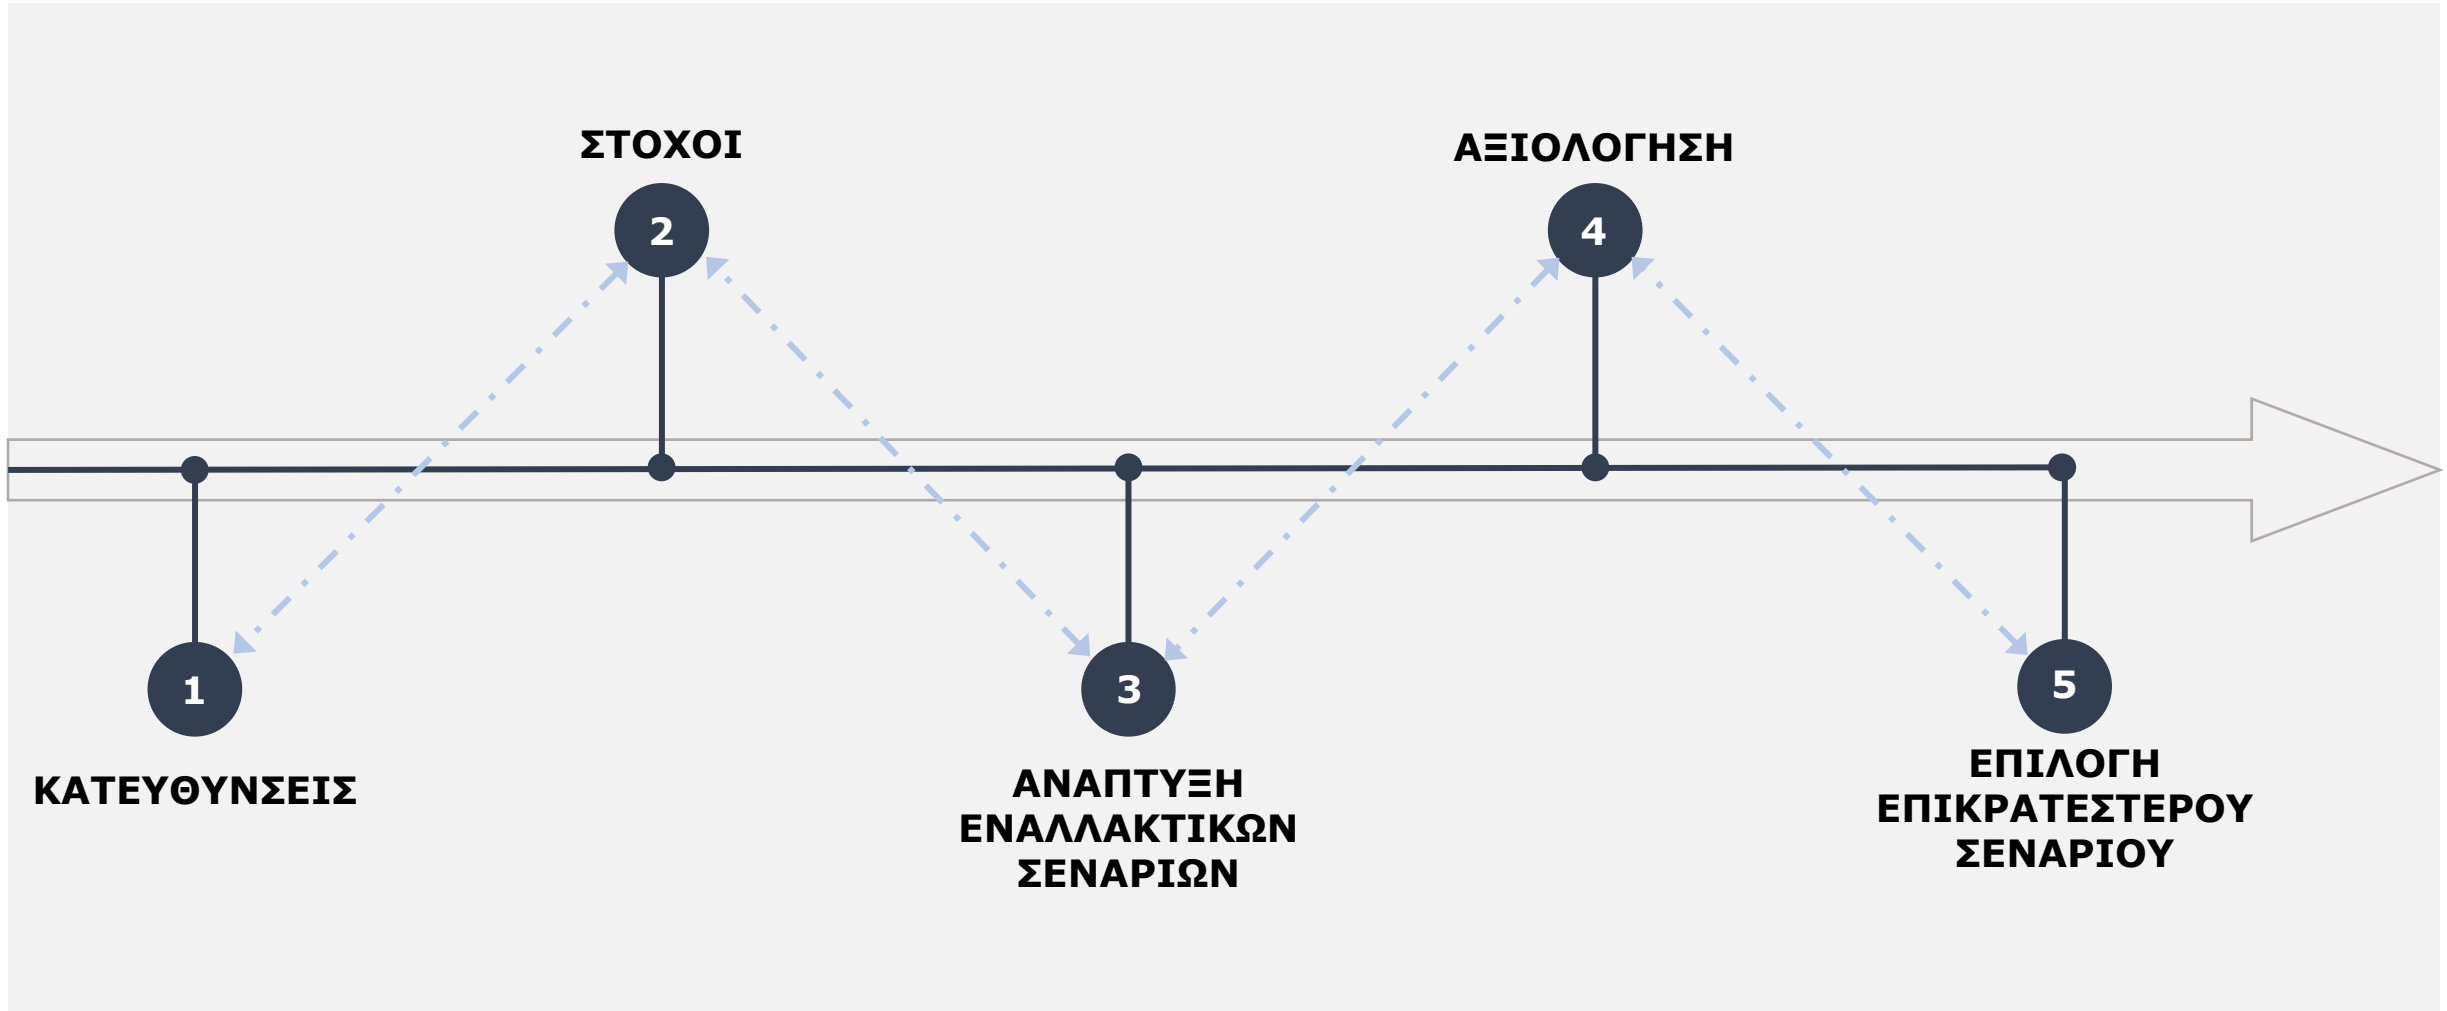 ΣΤΟΧΟΙ
ΑΞΙΟΛΟΓΗΣΗ
2
4
1
3
5
ΚΑΤΕΥΘΥΝΣΕΙΣ
ΑΝΑΠΤΥΞΗ
ΕΝΑΛΛΑΚΤΙΚΩΝ
ΣΕΝΑΡΙΩΝ
ΕΠΙΛΟΓΗ
ΕΠΙΚΡΑΤΕΣΤΕΡΟΥ
ΣΕΝΑΡΙΟΥ